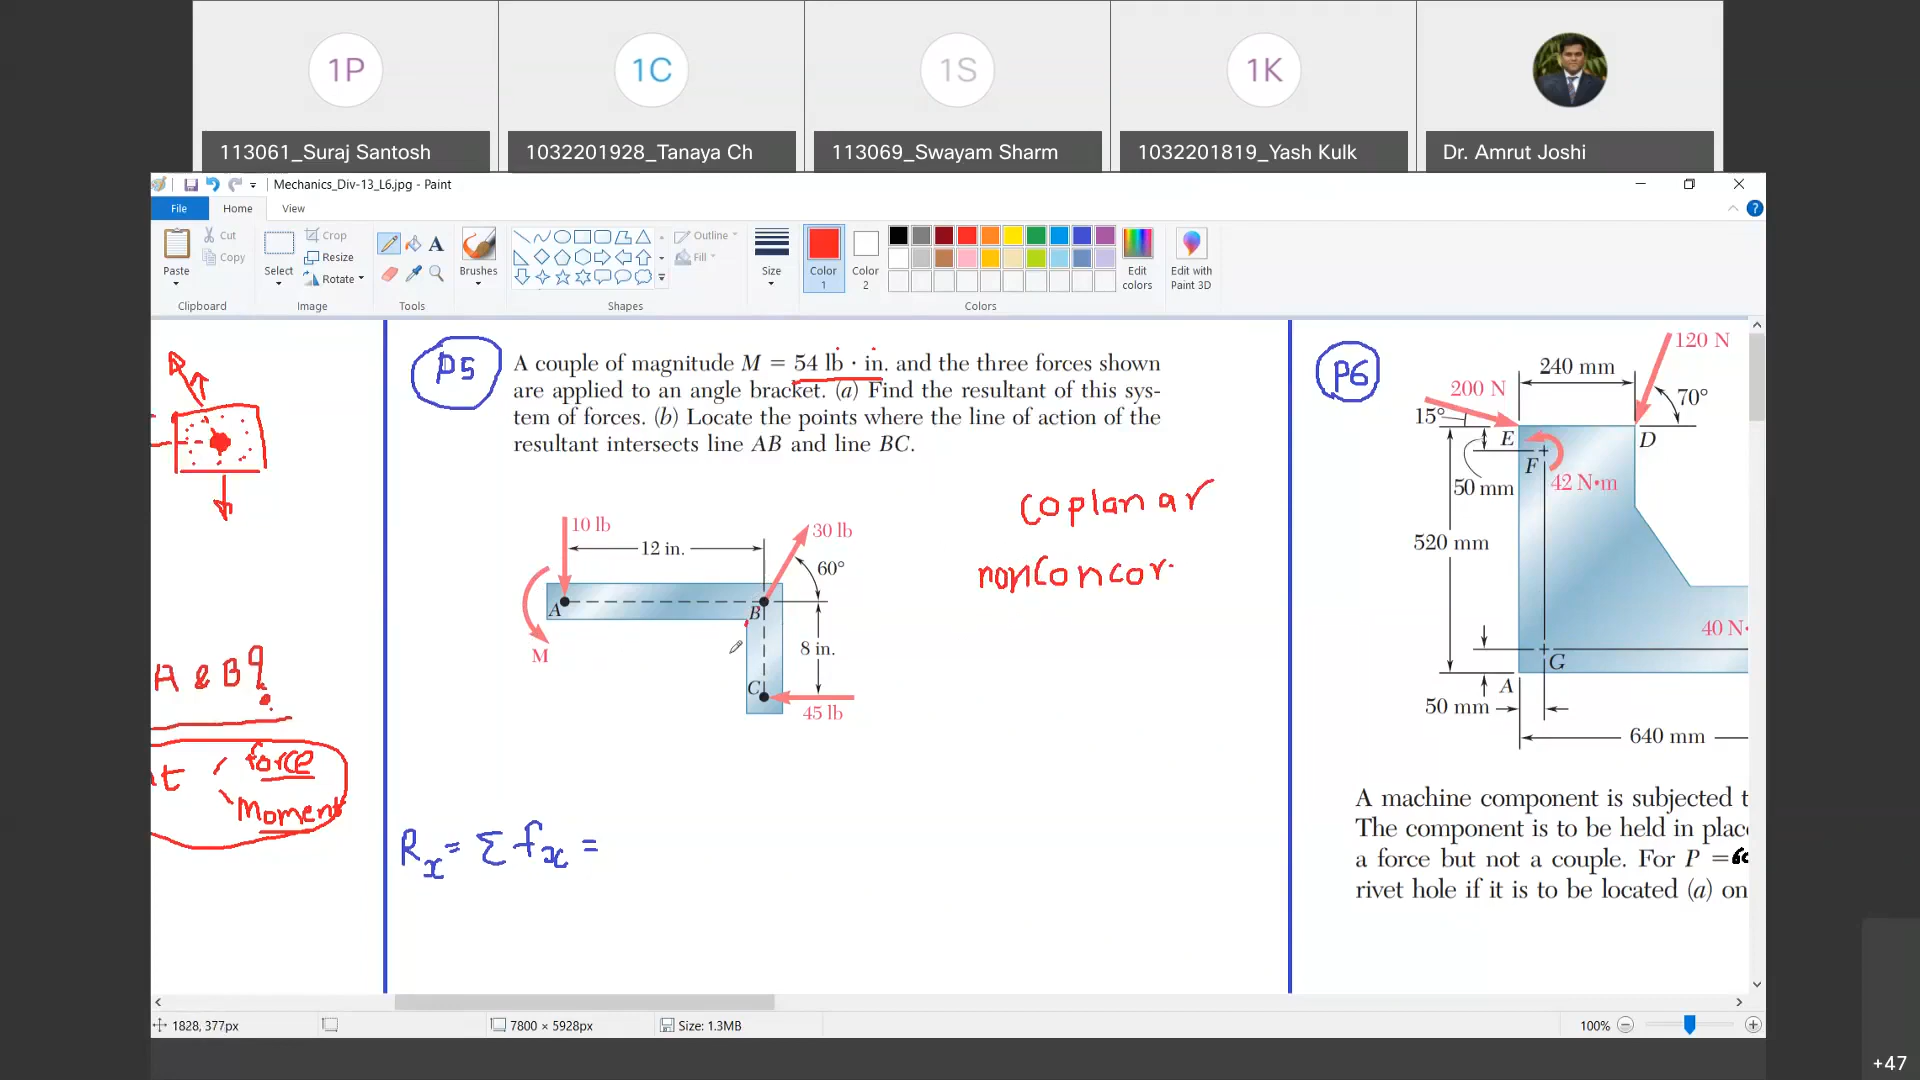 1P
1C
1S
1K
113061_Suraj Santosh
1032201928_Tanaya Ch
113069_Swayam Sharm
1032201819_Yash Kulk
Dr. Amrut Joshi
Mechanics_Div-13_L6.jpg - Paint
File
Home
View
Paste
Cut
Copy
Clipboard
Select
Crop
Resize
Rotate
Image
A
Tools
Brushes
Outline
Fill
Shapes
Size
Color
1
Color
2
Edit
colors
Edit with
Paint 3D
Colors
?
A & B?
force
Moment
P5
A couple of magnitude M = 54 lb · in. and the three forces shown
are applied to an angle bracket. (a) Find the resultant of this sys-
tem of forces. (b) Locate the points where the line of action of the
resultant intersects line AB and line BC.
coplanar
nonconcor
10 lb
12 in.
30 lb
60°
A
B
M
8 in.
C
45 lb
Rx = Σ fx =
P6
120 N
240 mm
200 N
70°
15°
E
D
F
50 mm
42 N•m
520 mm
40 N•
G
A
50 mm
640 mm
A machine component is subjected t
The component is to be held in place
a force but not a couple. For P =
rivet hole if it is to be located (a) on
1828, 377px
7800 × 5928px
Size: 1.3MB
100%
+47